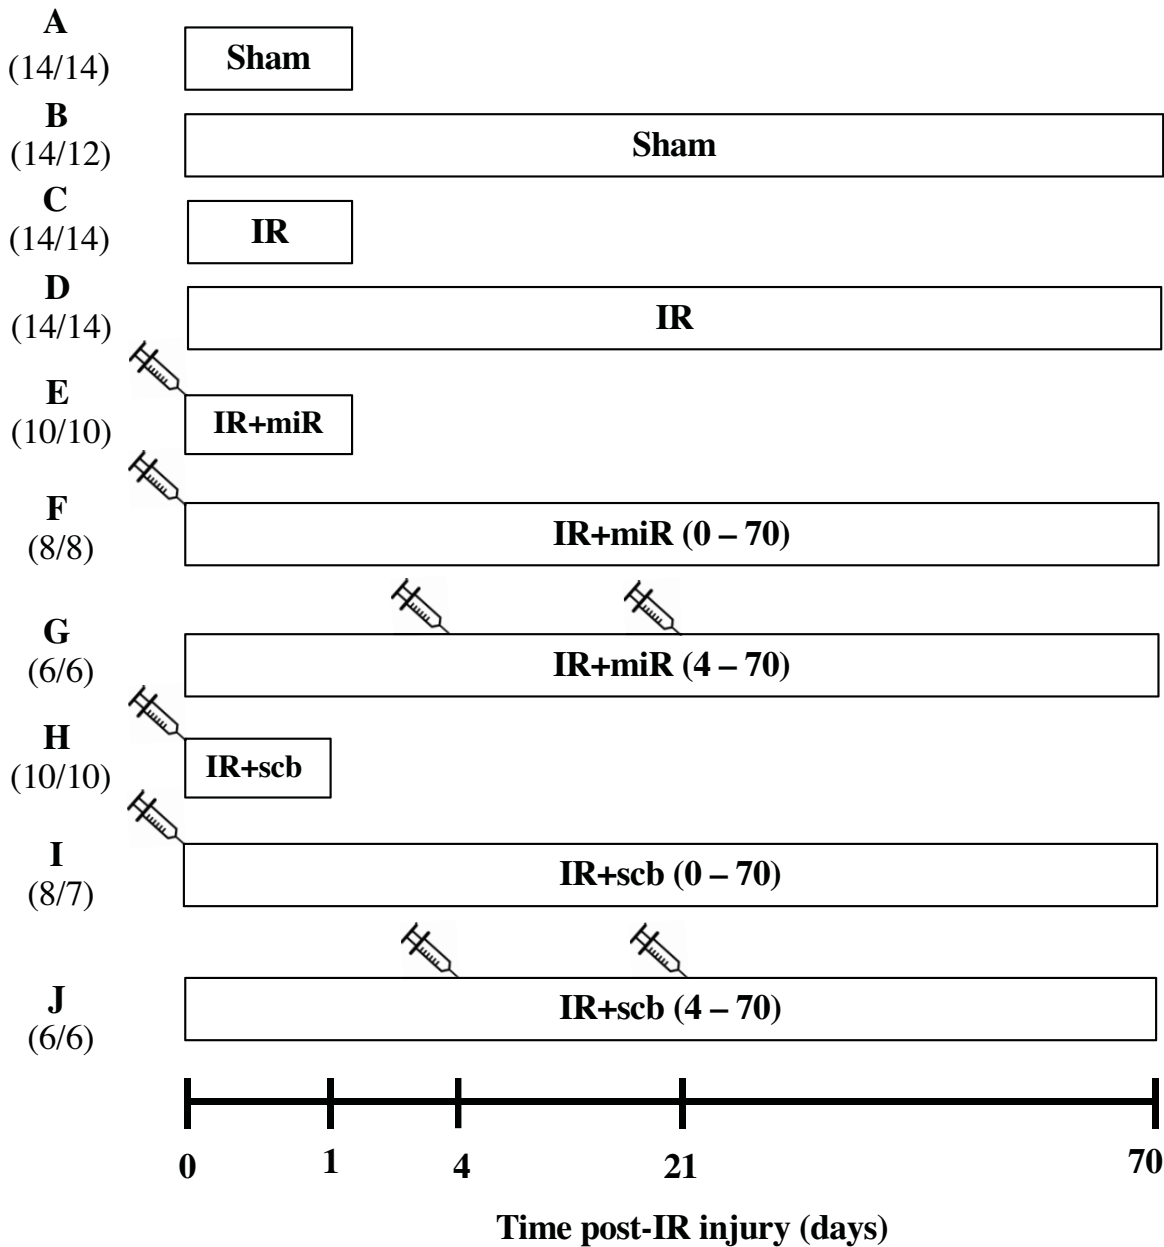 A
(14/14)
Sham
B
(14/12)
Sham
C
(14/14)
IR
D
(14/14)
IR
E
(10/10)
IR+miR
F
(8/8)
IR+miR (0 – 70)
G
(6/6)
IR+miR (4 – 70)
H
(10/10)
IR+scb
I
(8/7)
IR+scb (0 – 70)
J
(6/6)
IR+scb (4 – 70)
0 1 4 21 70
Time post-IR injury (days)